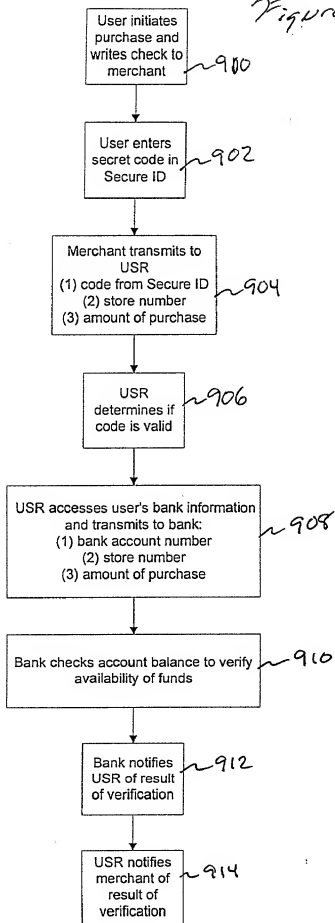 Figure
User initiates
purchase and
writes check to
merchant
900
User enters
secret code in
Secure ID
902
Merchant transmits to
USR
(1) code from Secure ID
(2) store number
(3) amount of purchase
904
USR
determines if
code is valid
906
USR accesses user's bank information
and transmits to bank:
(1) bank account number
(2) store number
(3) amount of purchase
908
Bank checks account balance to verify
availability of funds
910
Bank notifies
USR of result
of verification
912
USR notifies
merchant of
result of
verification
914